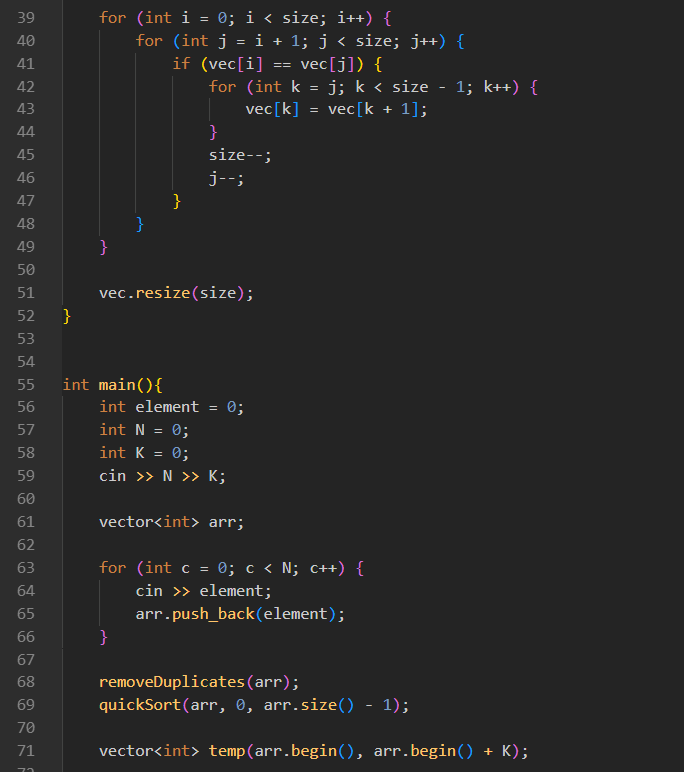 39 for (int i = 0; i < size; i++) {
40 for (int j = i + 1; j < size; j++) {
41 if (vec[i] == vec[j]) {
42 for (int k = j; k < size - 1; k++) {
43 vec[k] = vec[k + 1];
44 }
45 size--;
46 j--;
47 }
48 }
49 }
50
51 vec.resize(size);
52 }
53
54
55 int main(){
56 int element = 0;
57 int N = 0;
58 int K = 0;
59 cin >> N >> K;
60
61 vector<int> arr;
62
63 for (int c = 0; c < N; c++) {
64 cin >> element;
65 arr.push_back(element);
66 }
67
68 removeDuplicates(arr);
69 quickSort(arr, 0, arr.size() - 1);
70
71 vector<int> temp(arr.begin(), arr.begin() + K);